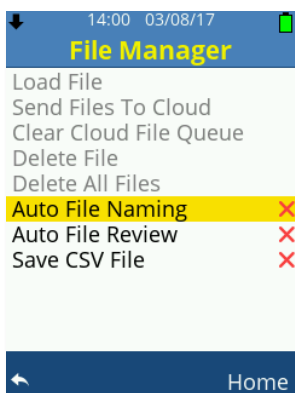 14:00 03/08/17
File Manager
Load File
Send Files To Cloud
Clear Cloud File Queue
Delete File
Delete All Files
Auto File Naming
Auto File Review
Save CSV File
Home